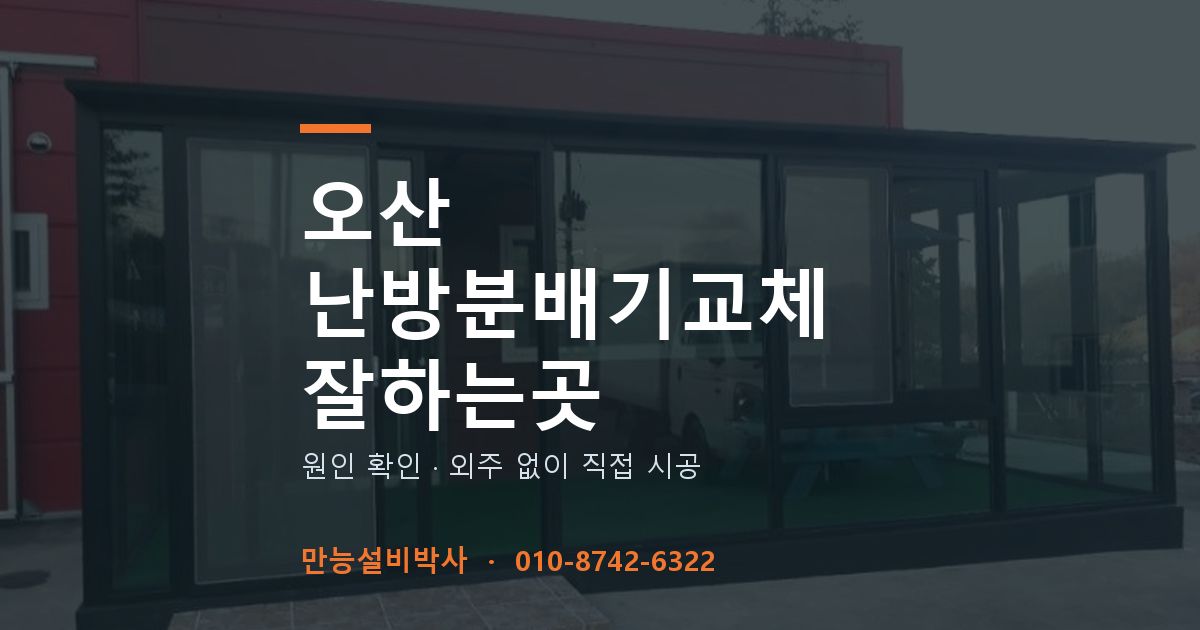 오산
난방분배기교체
잘하는곳
원인 확인 · 외주 없이 직접 시공
만능설비박사 · 010-8742-6322